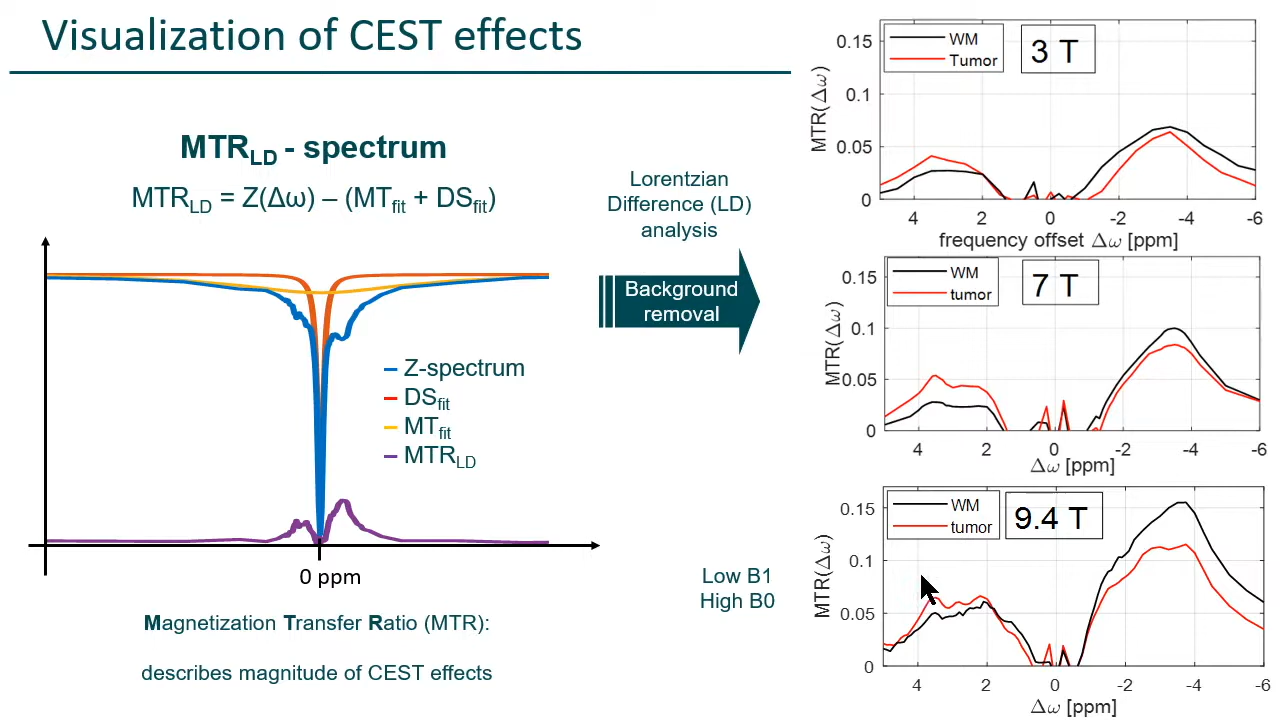 Visualization of CEST effects
MTRLD - spectrum
MTRLD = Z(Δω) – (MTfit + DSfit)
Z-spectrum
DSfit
MTfit
MTRLD
0 ppm
Magnetization Transfer Ratio (MTR):
describes magnitude of CEST effects
Lorentzian
Difference (LD)
analysis
Background
removal
Low B1
High B0
WM
Tumor
3 T
MTR(Δω)
0.15
0.1
0.05
0
4 2 0 -2 -4 -6
frequency offset Δω [ppm]
WM
tumor
7 T
MTR(Δω)
0.15
0.1
0.05
0
4 2 0 -2 -4 -6
Δω [ppm]
WM
tumor
9.4 T
MTR(Δω)
0.15
0.1
0.05
0
4 2 0 -2 -4 -6
Δω [ppm]